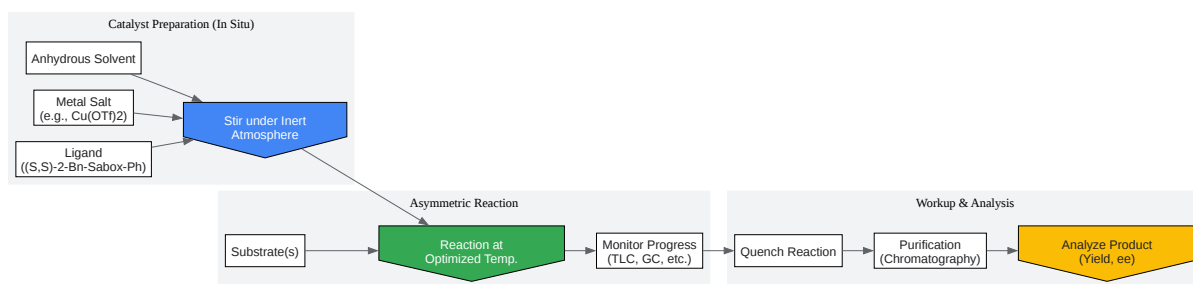 Catalyst Preparation (In Situ)
Anhydrous Solvent
Metal Salt
(e.g., Cu(OTf)2)
Ligand
((S,S)-2-Bn-Sabox-Ph)
Stir under Inert
Atmosphere
Asymmetric Reaction
Substrate(s)
Reaction at
Optimized Temp.
Monitor Progress
(TLC, GC, etc.)
Workup & Analysis
Quench Reaction
Purification
(Chromatography)
Analyze Product
(Yield, ee)